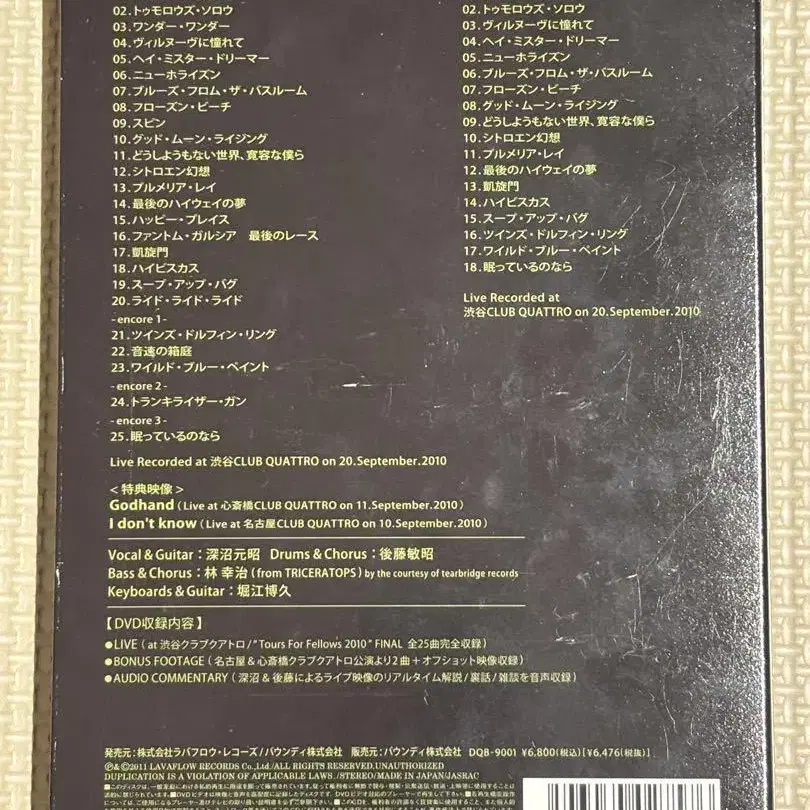 02.トゥモロウズ・ソロウ
03.ワンダー・ワンダー
04.ヴィルヌーヴに憧れて
05.ヘイ・ミスター・ドリーマー
06.ニューホライズン
07.ブルーズ・フロム・ザ・バスルーム
08.フローズン・ビーチ
09.スピン
10.グッド・ムーン・ライジング
11.どうしようもない世界、寛容な僕ら
12.シトロエン幻想
13.プルメリア・レイ
14.最後のハイウェイの夢
15.ハッピー・プレイス
16.ファントム・ガルシア 最後のレース
17.凱旋門
18.ハイビスカス
19.スープ・アップ・バグ
20.ライド・ライド・ライド
- encore 1 -
21.ツインズ・ドルフィン・リング
22.音速の箱庭
23.ワイルド・ブルー・ペイント
- encore 2 -
24.トランキライザー・ガン
- encore 3 -
25.眠っているのなら
Live Recorded at 渋谷CLUB QUATTRO on 20.September.2010
02.トゥモロウズ・ソロウ
03.ヴィルヌーヴに憧れて
04.ヘイ・ミスター・ドリーマー
05.ニューホライズン
06.ブルーズ・フロム・ザ・バスルーム
07.フローズン・ビーチ
08.グッド・ムーン・ライジング
09.どうしようもない世界、寛容な僕ら
10.シトロエン幻想
11.プルメリア・レイ
12.最後のハイウェイの夢
13.凱旋門
14.ハイビスカス
15.スープ・アップ・バグ
16.ツインズ・ドルフィン・リング
17.ワイルド・ブルー・ペイント
18.眠っているのなら
Live Recorded at
渋谷CLUB QUATTRO on 20.September.2010
<特典映像>
Godhand (Live at 心斎橋CLUB QUATTRO on 11.September.2010)
I don't know (Live at 名古屋CLUB QUATTRO on 10.September.2010)
Vocal & Guitar：深沼元昭 Drums & Chorus：後藤敏昭
Bass & Chorus：林 幸治 (from TRICERATOPS) by the courtesy of tearbridge records
Keyboards & Guitar：堀江博久
【DVD収録内容】
●LIVE (at 渋谷クラブクアトロ/"Tours For Fellows 2010" FINAL 全25曲完全収録)
●BONUS FOOTAGE (名古屋&心斎橋クラブクアトロ公演より2曲+オフショット映像収録)
●AUDIO COMMENTARY (深沼&後藤によるライヴ映像のリアルタイム解説/裏話/雑談を音声収録)
発売元：株式会社ラバフロウ・レコーズ/バウンディ株式会社 販売元：バウンディ株式会社 DQB-9001 ¥6,800(税込)[¥6,476(税抜)]
℗&©2011 LAVAFLOW RECORDS Co.,Ltd./ALL RIGHTS RESERVED,UNAUTHORIZED
DUPLICATION IS A VIOLATION OF APPLICABLE LAWS. /STEREO/MADE IN JAPAN/JASRAC